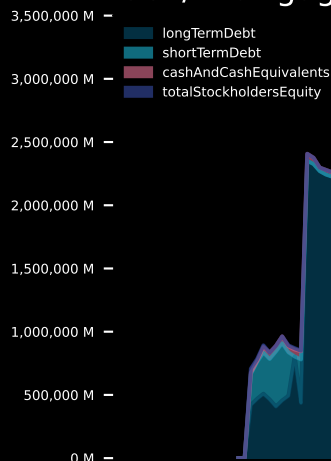 3,500,000 M
longTermDebt
shortTermDebt
3,000,000 M
cashAndCashEquivalents
totalStockholdersEquity
2,500,000 M
2,000,000 M
1,500,000 M
1,000,000 M
500,000 M
0 M